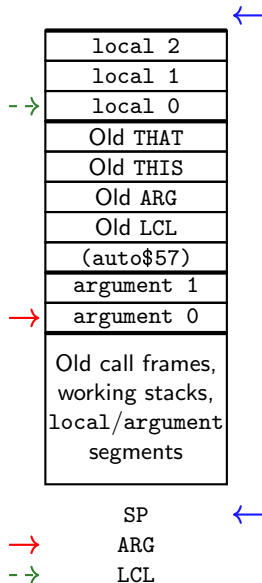 local 2
local 1
local 0
Old THAT
Old THIS
Old ARG
Old LCL
(auto$57)
argument 1
argument 0
Old call frames,
working stacks,
local/argument
segments
SP
ARG
LCL